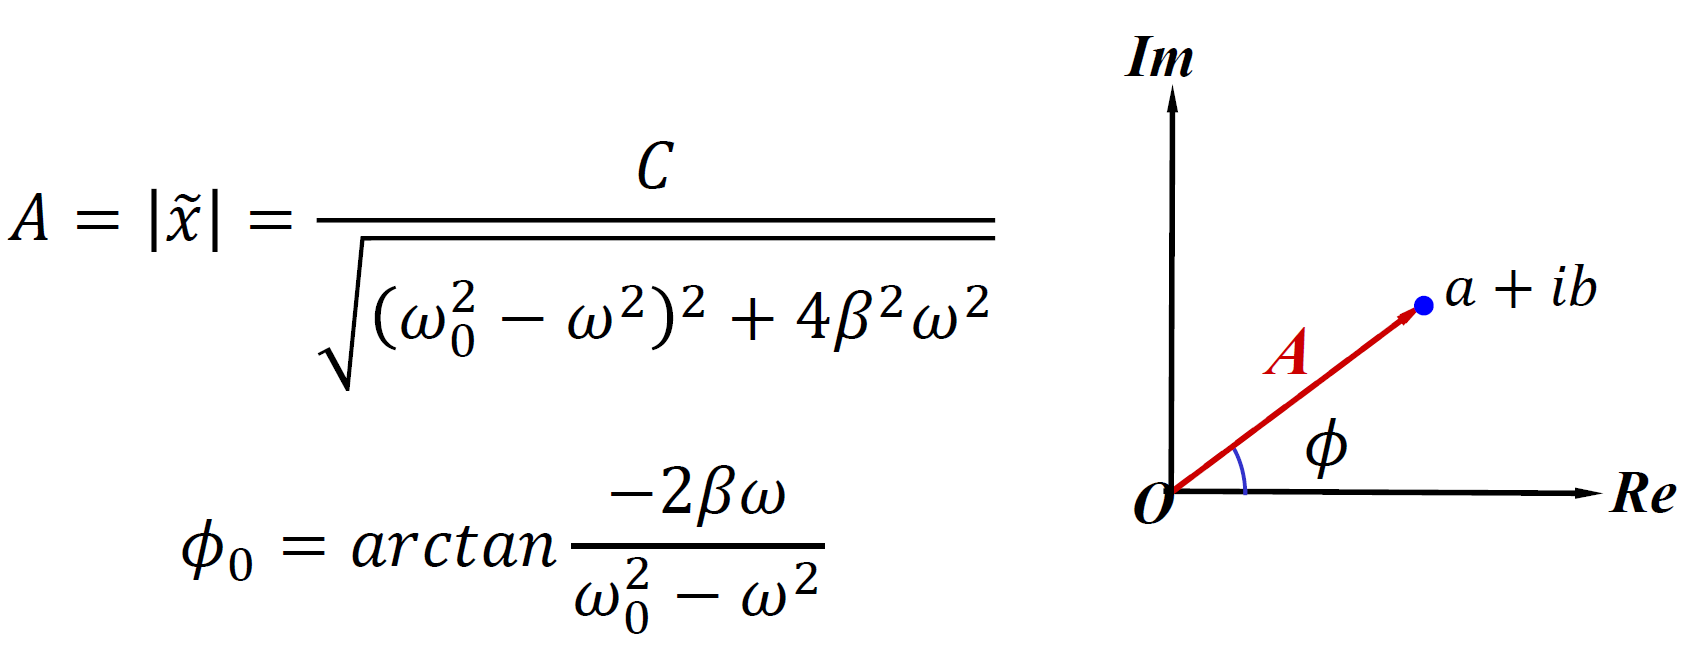 A = |x̃| = C / √((ω₀² − ω²)² + 4β²ω²)
ϕ₀ = arctan −2βω / (ω₀² − ω²)
Im
a + ib
A
ϕ
O
Re